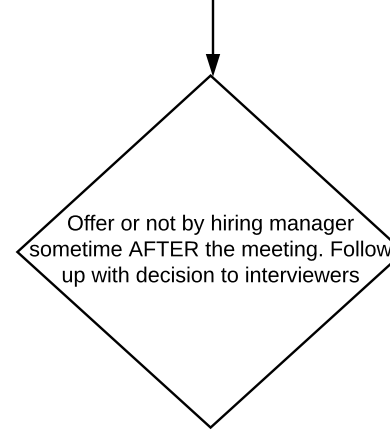 Offer or not by hiring manager
sometime AFTER the meeting. Follow
up with decision to interviewers